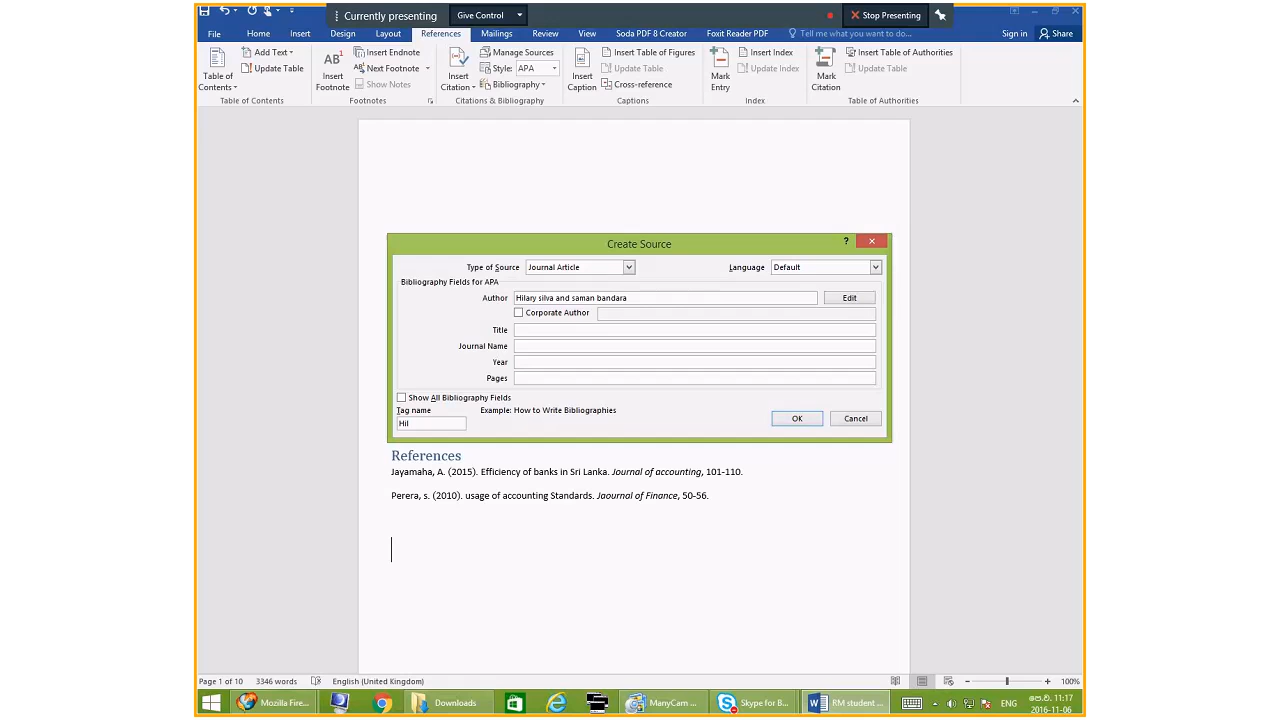 Currently presenting
Give Control
Stop Presenting
File Home Insert Design Layout References Mailings Review View Soda PDF 8 Creator Foxit Reader PDF Tell me what you want to do... Sign in Share
Table of Contents
Add Text
Update Table
Table of Contents
AB1
Insert Footnote
Insert Endnote
Next Footnote
Show Notes
Footnotes
Insert Citation
Manage Sources
Style: APA
Bibliography
Citations & Bibliography
Insert Caption
Insert Table of Figures
Update Table
Cross-reference
Captions
Mark Entry
Insert Index
Update Index
Index
Mark Citation
Insert Table of Authorities
Update Table
Table of Authorities
Create Source
?
Type of Source Journal Article
Language Default
Bibliography Fields for APA
Author Hilary silva and saman bandara
Edit
Corporate Author
Title
Journal Name
Year
Pages
Show All Bibliography Fields
Tag name
Example: How to Write Bibliographies
Hil
OK
Cancel
References
Jayamaha, A. (2015). Efficiency of banks in Sri Lanka. Journal of accounting, 101-110.
Perera, s. (2010). usage of accounting Standards. Jaournal of Finance, 50-56.
Page 1 of 10 3346 words English (United Kingdom) 100%
Mozilla Fire... Downloads ManyCam ... Skype for B... RM student ... ENG
11:17
2016-11-06